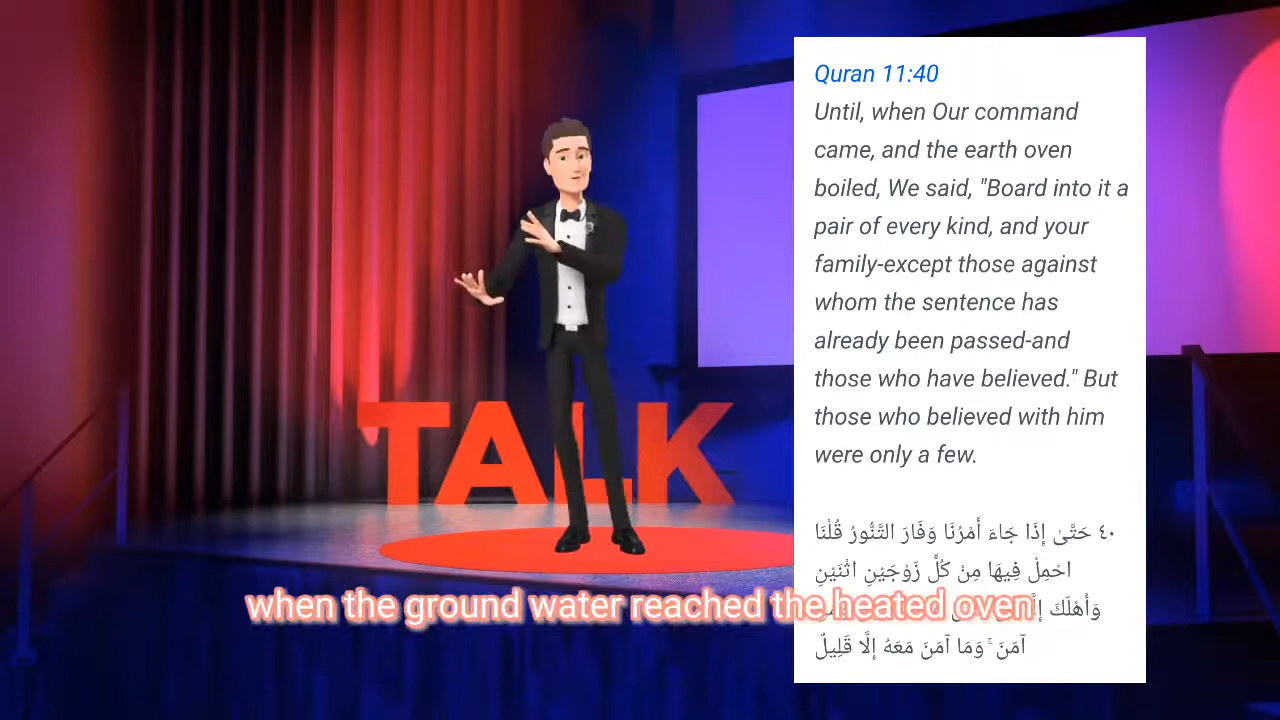 TALK
Quran 11:40
Until, when Our command
came, and the earth oven
boiled, We said, "Board into it a
pair of every kind, and your
family-except those against
whom the sentence has
already been passed-and
those who have believed." But
those who believed with him
were only a few.
٤٠ حَتَّىٰ إِذَا جَاءَ أَمْرُنَا وَفَارَ التَّنُّورُ قُلْنَا
احْمِلْ فِيهَا مِنْ كُلٍّ زَوْجَيْنِ اثْنَيْنِ
وَأَهْلَكَ
آمَنَ ۚ وَمَا آمَنَ مَعَهُ إِلَّا قَلِيلٌ
when the ground water reached the heated oven